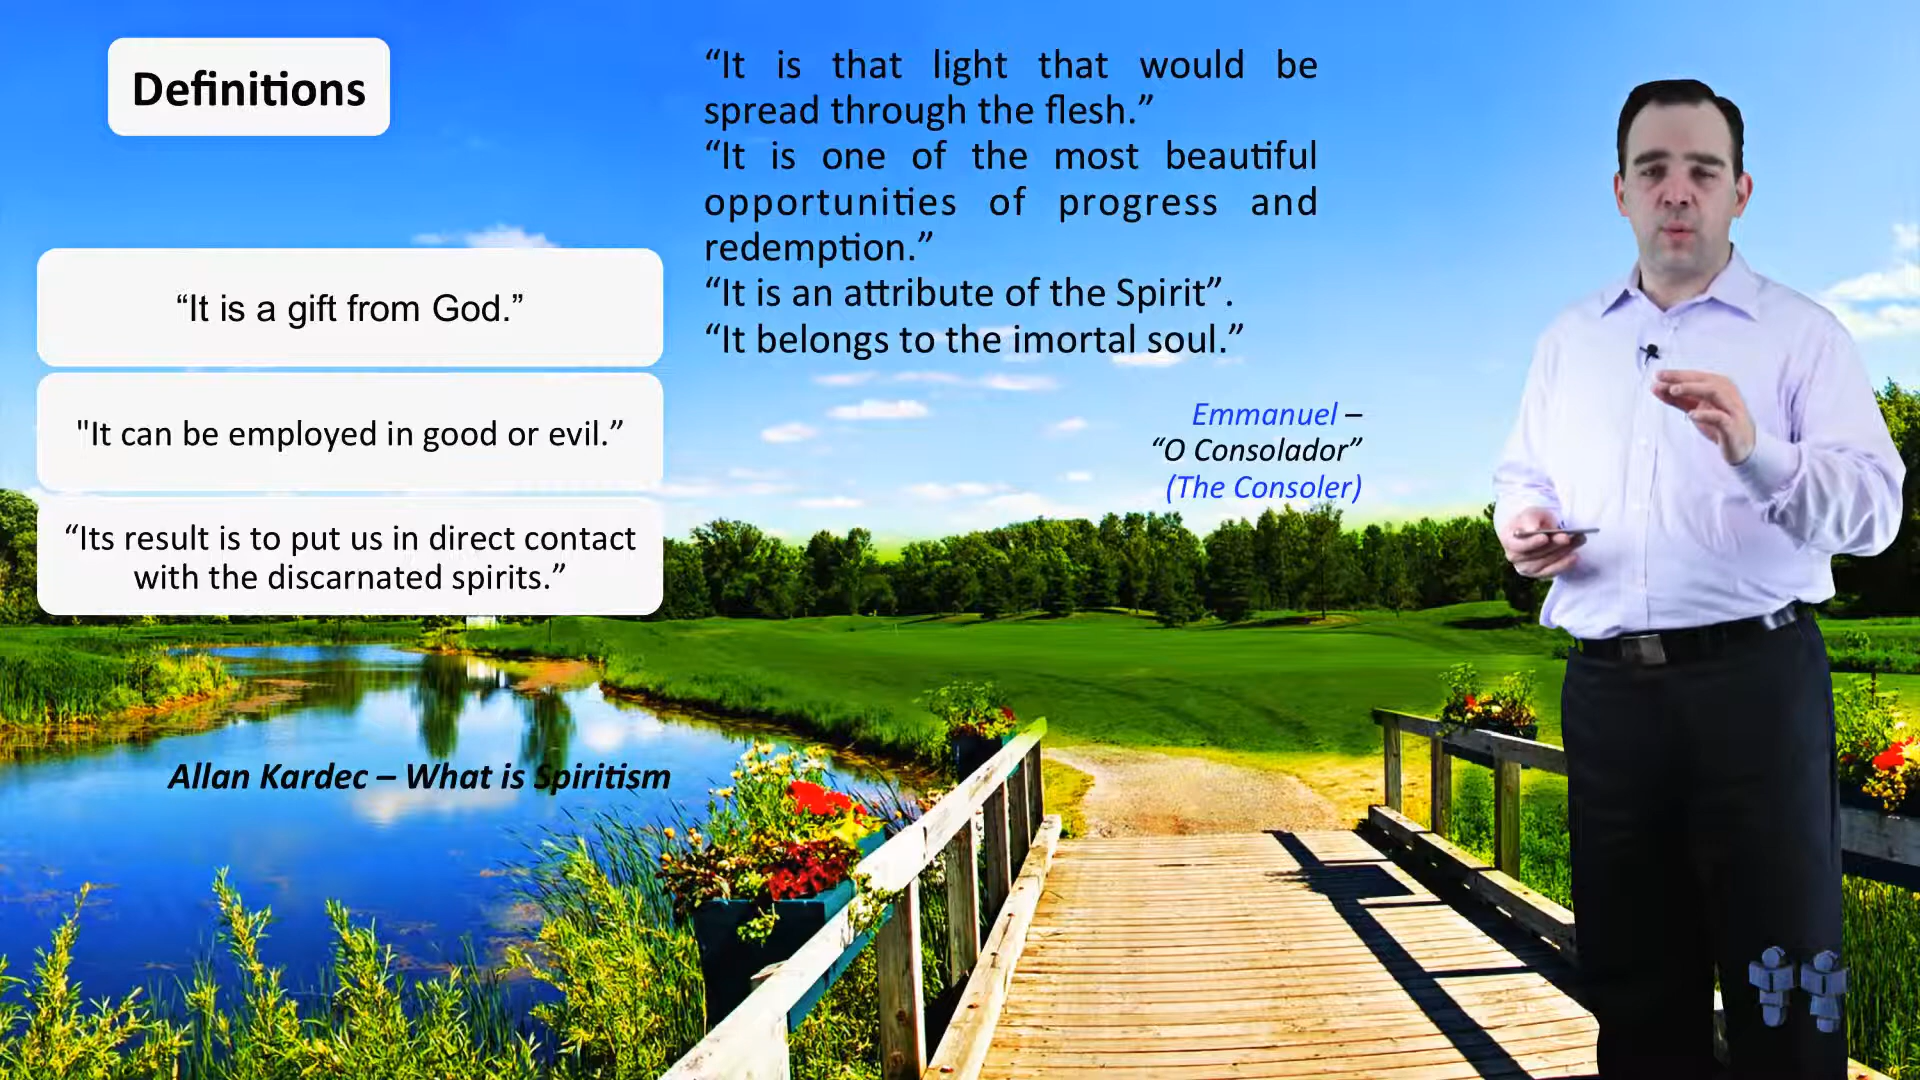 Definitions
“It is a gift from God.”
"It can be employed in good or evil.”
“Its result is to put us in direct contact
with the discarnated spirits.”
Allan Kardec – What is Spiritism
“It is that light that would be
spread through the flesh.”
“It is one of the most beautiful
opportunities of progress and
redemption.”
“It is an attribute of the Spirit”.
“It belongs to the imortal soul.”
Emmanuel –
“O Consolador”
(The Consoler)